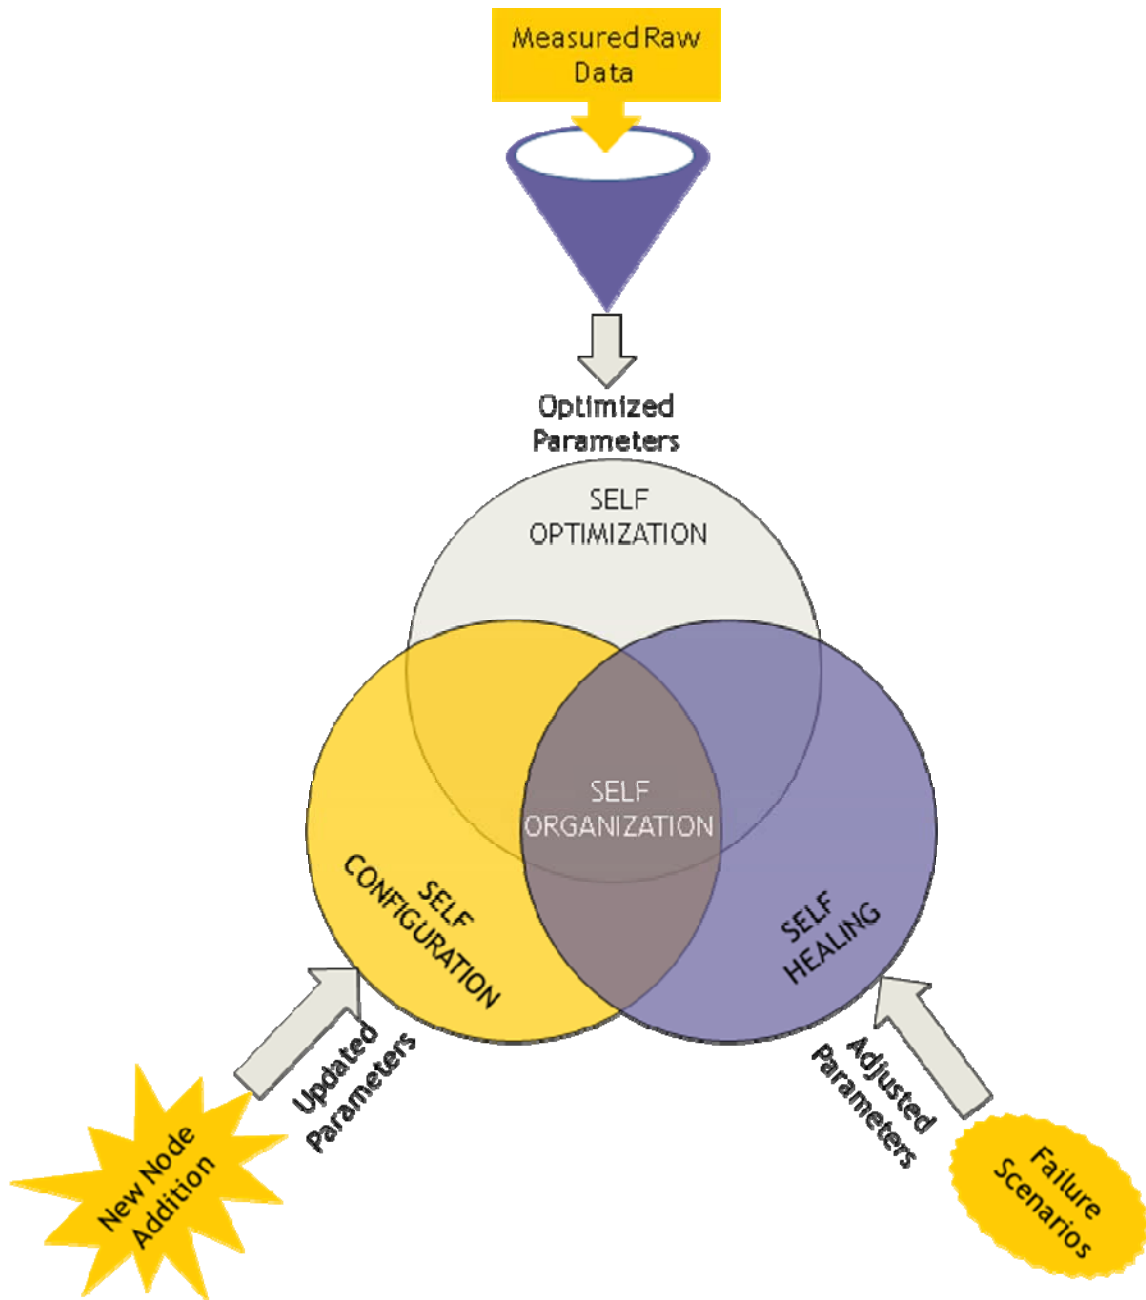 Measured Raw
Data
Optimized
Parameters
SELF
OPTIMIZATION
SELF
ORGANIZATION
SELF
CONFIGURATION
SELF
HEALING
Updated
Parameters
Adjusted
Parameters
New Node
Addition
Failure
Scenarios